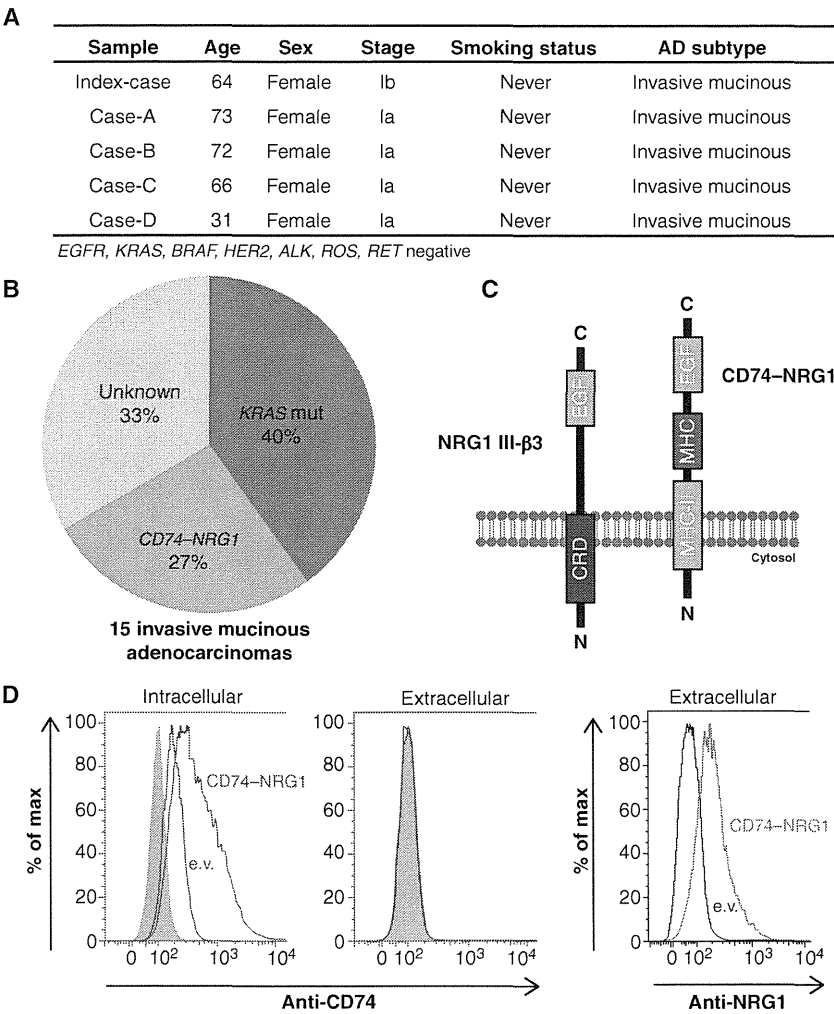 A
Sample Age Sex Stage Smoking status AD subtype
Index-case 64 Female Ib Never Invasive mucinous
Case-A 73 Female Ia Never Invasive mucinous
Case-B 72 Female Ia Never Invasive mucinous
Case-C 66 Female Ia Never Invasive mucinous
Case-D 31 Female Ia Never Invasive mucinous
EGFR, KRAS, BRAF, HER2, ALK, ROS, RET negative
B
Unknown
33%
KRAS mut
40%
CD74–NRG1
27%
15 invasive mucinous
adenocarcinomas
C
C
EGF
NRG1 III-β3
CRD
N
C
EGF
CD74–NRG1
MHC
MHC-II
Cytosol
N
D
Intracellular
% of max
100
80
60
40
20
0
CD74–NRG1
e.v.
0 10² 10³ 10⁴
Extracellular
100
80
60
40
20
0
0 10² 10³ 10⁴
Anti-CD74
Extracellular
% of max
100
80
60
40
20
0
CD74–NRG1
e.v.
0 10² 10³ 10⁴
Anti-NRG1